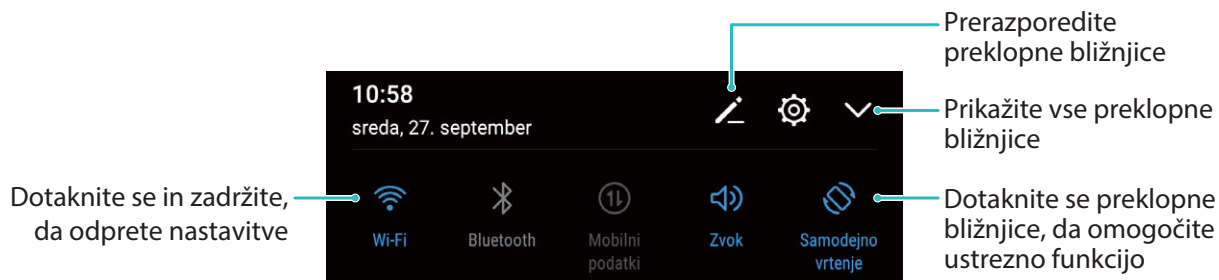 Prerazporedite
preklopne bližnjice
10:58
sreda, 27. september
Prikažite vse preklopne
bližnjice
Dotaknite se in zadržite,
da odprete nastavitve
Wi-Fi
Bluetooth
Mobilni
podatki
Zvok
Samodejno
vrtenje
Dotaknite se preklopne
bližnjice, da omogočite
ustrezno funkcijo